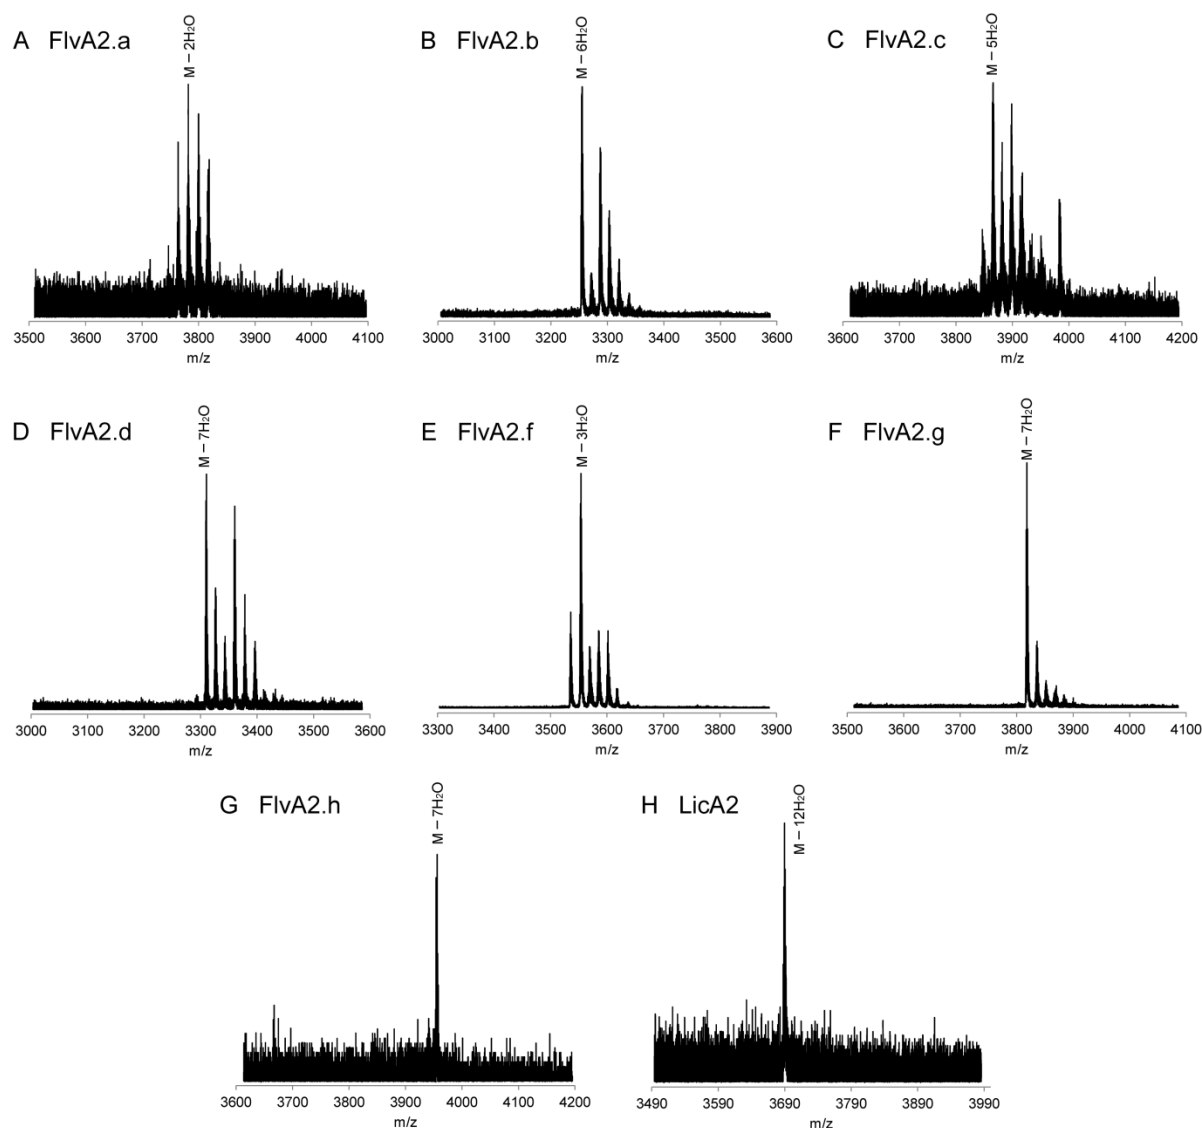 A FlvA2.a
M – 2H₂O
3500 3600 3700 3800 3900 4000 4100
m/z
B FlvA2.b
M – 6H₂O
3000 3100 3200 3300 3400 3500 3600
m/z
C FlvA2.c
M – 5H₂O
3600 3700 3800 3900 4000 4100 4200
m/z
D FlvA2.d
M – 7H₂O
3000 3100 3200 3300 3400 3500 3600
m/z
E FlvA2.f
M – 3H₂O
3300 3400 3500 3600 3700 3800 3900
m/z
F FlvA2.g
M – 7H₂O
3500 3600 3700 3800 3900 4000 4100
m/z
G FlvA2.h
M – 7H₂O
3600 3700 3800 3900 4000 4100 4200
m/z
H LicA2
M – 12H₂O
3490 3590 3690 3790 3890 3990
m/z